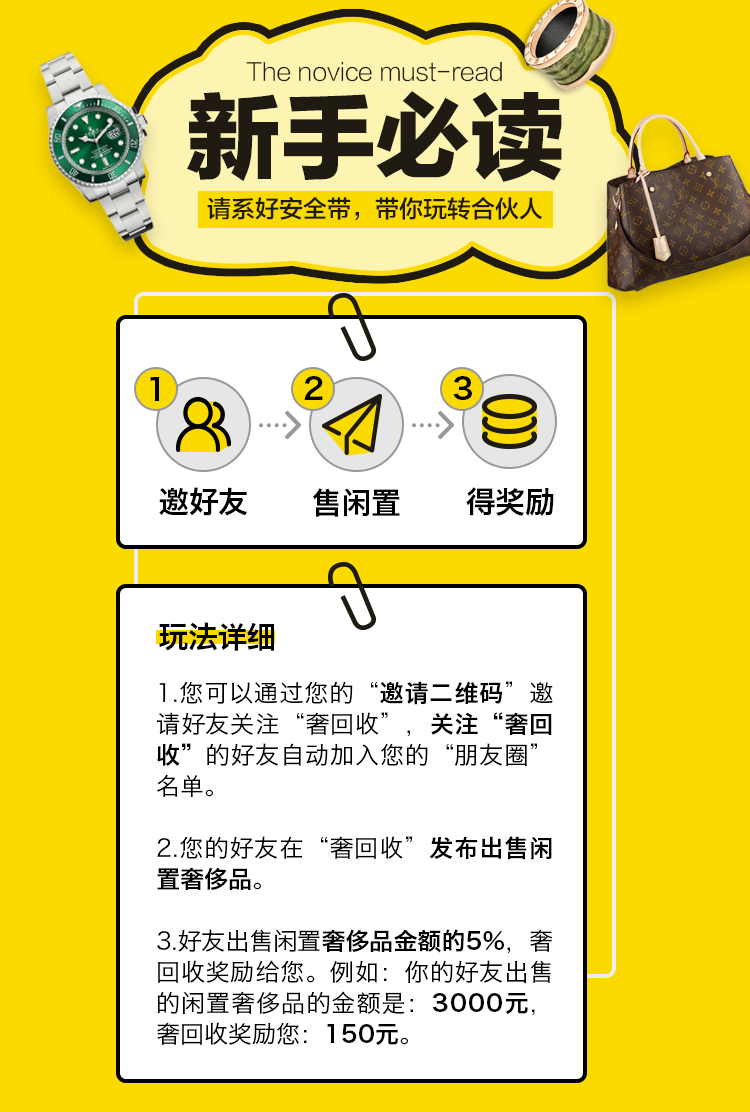 The novice must-read
新手必读
请系好安全带，带你玩转合伙人
1
2
3
邀好友
售闲置
得奖励
玩法详细
1.您可以通过您的“邀请二维码”邀
请好友关注“奢回收”，关注“奢回
收”的好友自动加入您的“朋友圈”
名单。
2.您的好友在“奢回收”发布出售闲
置奢侈品。
3.好友出售闲置奢侈品金额的5%，奢
回收奖励给您。例如：你的好友出售
的闲置奢侈品的金额是：3000元，
奢回收奖励您：150元。